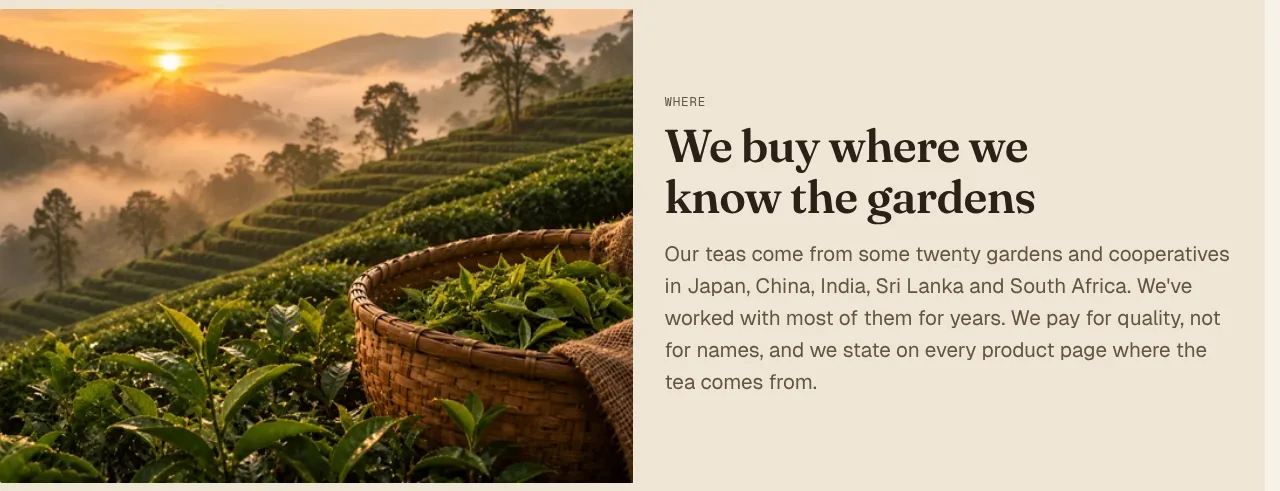 WHERE
We buy where we
know the gardens
Our teas come from some twenty gardens and cooperatives
in Japan, China, India, Sri Lanka and South Africa. We've
worked with most of them for years. We pay for quality, not
for names, and we state on every product page where the
tea comes from.